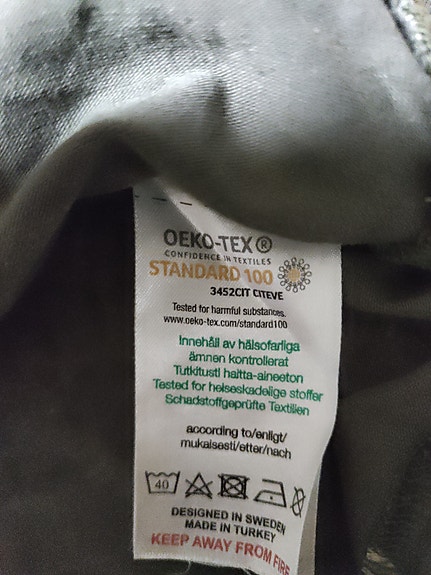 OEKO-TEX®
CONFIDENCE IN TEXTILES
STANDARD 100
3452CIT CITEVE
Tested for harmful substances.
www.oeko-tex.com/standard100
Innehåll av hälsofarliga
ämnen kontrollerat
Tutkitusti haitta-aineeton
Tested for helseskadelige stoffer
Schadstoffgeprüfte Textilien
according to/enligt/
mukaisesti/etter/nach
40
DESIGNED IN SWEDEN
MADE IN TURKEY
KEEP AWAY FROM FIRE